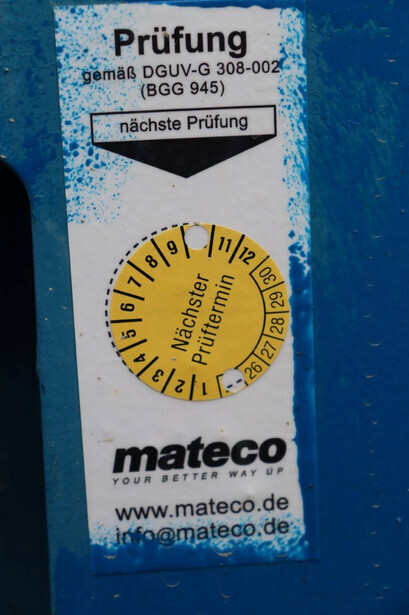 Prüfung
gemäß DGUV-G 308-002
(BGG 945)
nächste Prüfung
Nächster
Prüftermin
1 2 3 4 5 6 7 8 9 11 12
30 29 28 27 26
mateco
YOUR BETTER WAY UP
www.mateco.de
info@mateco.de